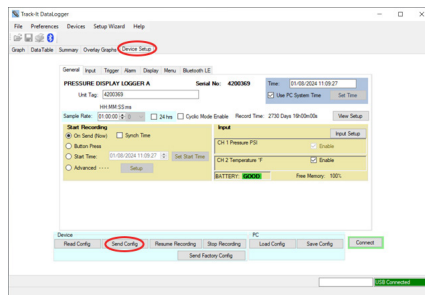 Track-It DataLogger
File Preferences Devices Setup Wizard Help
Graph Data Table Summary Overlay Graphs Device Setup
General Input Trigger Alarm Display Menu Bluetooth LE
PRESSURE DISPLAY LOGGER A Serial No: 4200369 Time: 01/08/2024 11:09:27
Unit Tag: 4200369 Use PC System Time Set Time
HH:MM:SS ms
Sample Rate: 01:00:00 0 24 hrs Cyclic Mode Enable Record Time: 2730 Days 16h00m00s View Setup
Start Recording Input
On Send (Now) Synch Time Input Setup
Button Press CH 1 Pressure PSI Enable
Start Time: 01/08/2024 11:09:27 Set Start Time
Advanced ---- Setup CH 2 Temperature °F Enable
BATTERY: GOOD Free Memory: 100%
Device PC
Read Config Send Config Resume Recording Stop Recording Load Config Save Config Connect
Send Factory Config
USB Connected